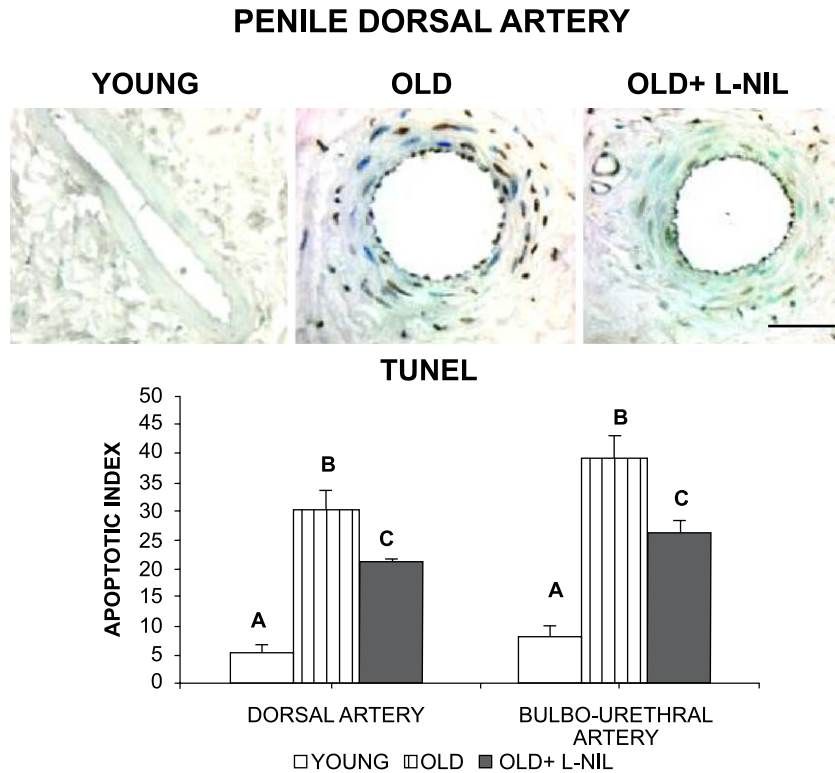 PENILE DORSAL ARTERY
YOUNG OLD OLD+ L-NIL
TUNEL
APOPTOTIC INDEX
50
45
40
35
30
25
20
15
10
5
0
A B C A B C
DORSAL ARTERY BULBO-URETHRAL
ARTERY
YOUNG OLD OLD+ L-NIL